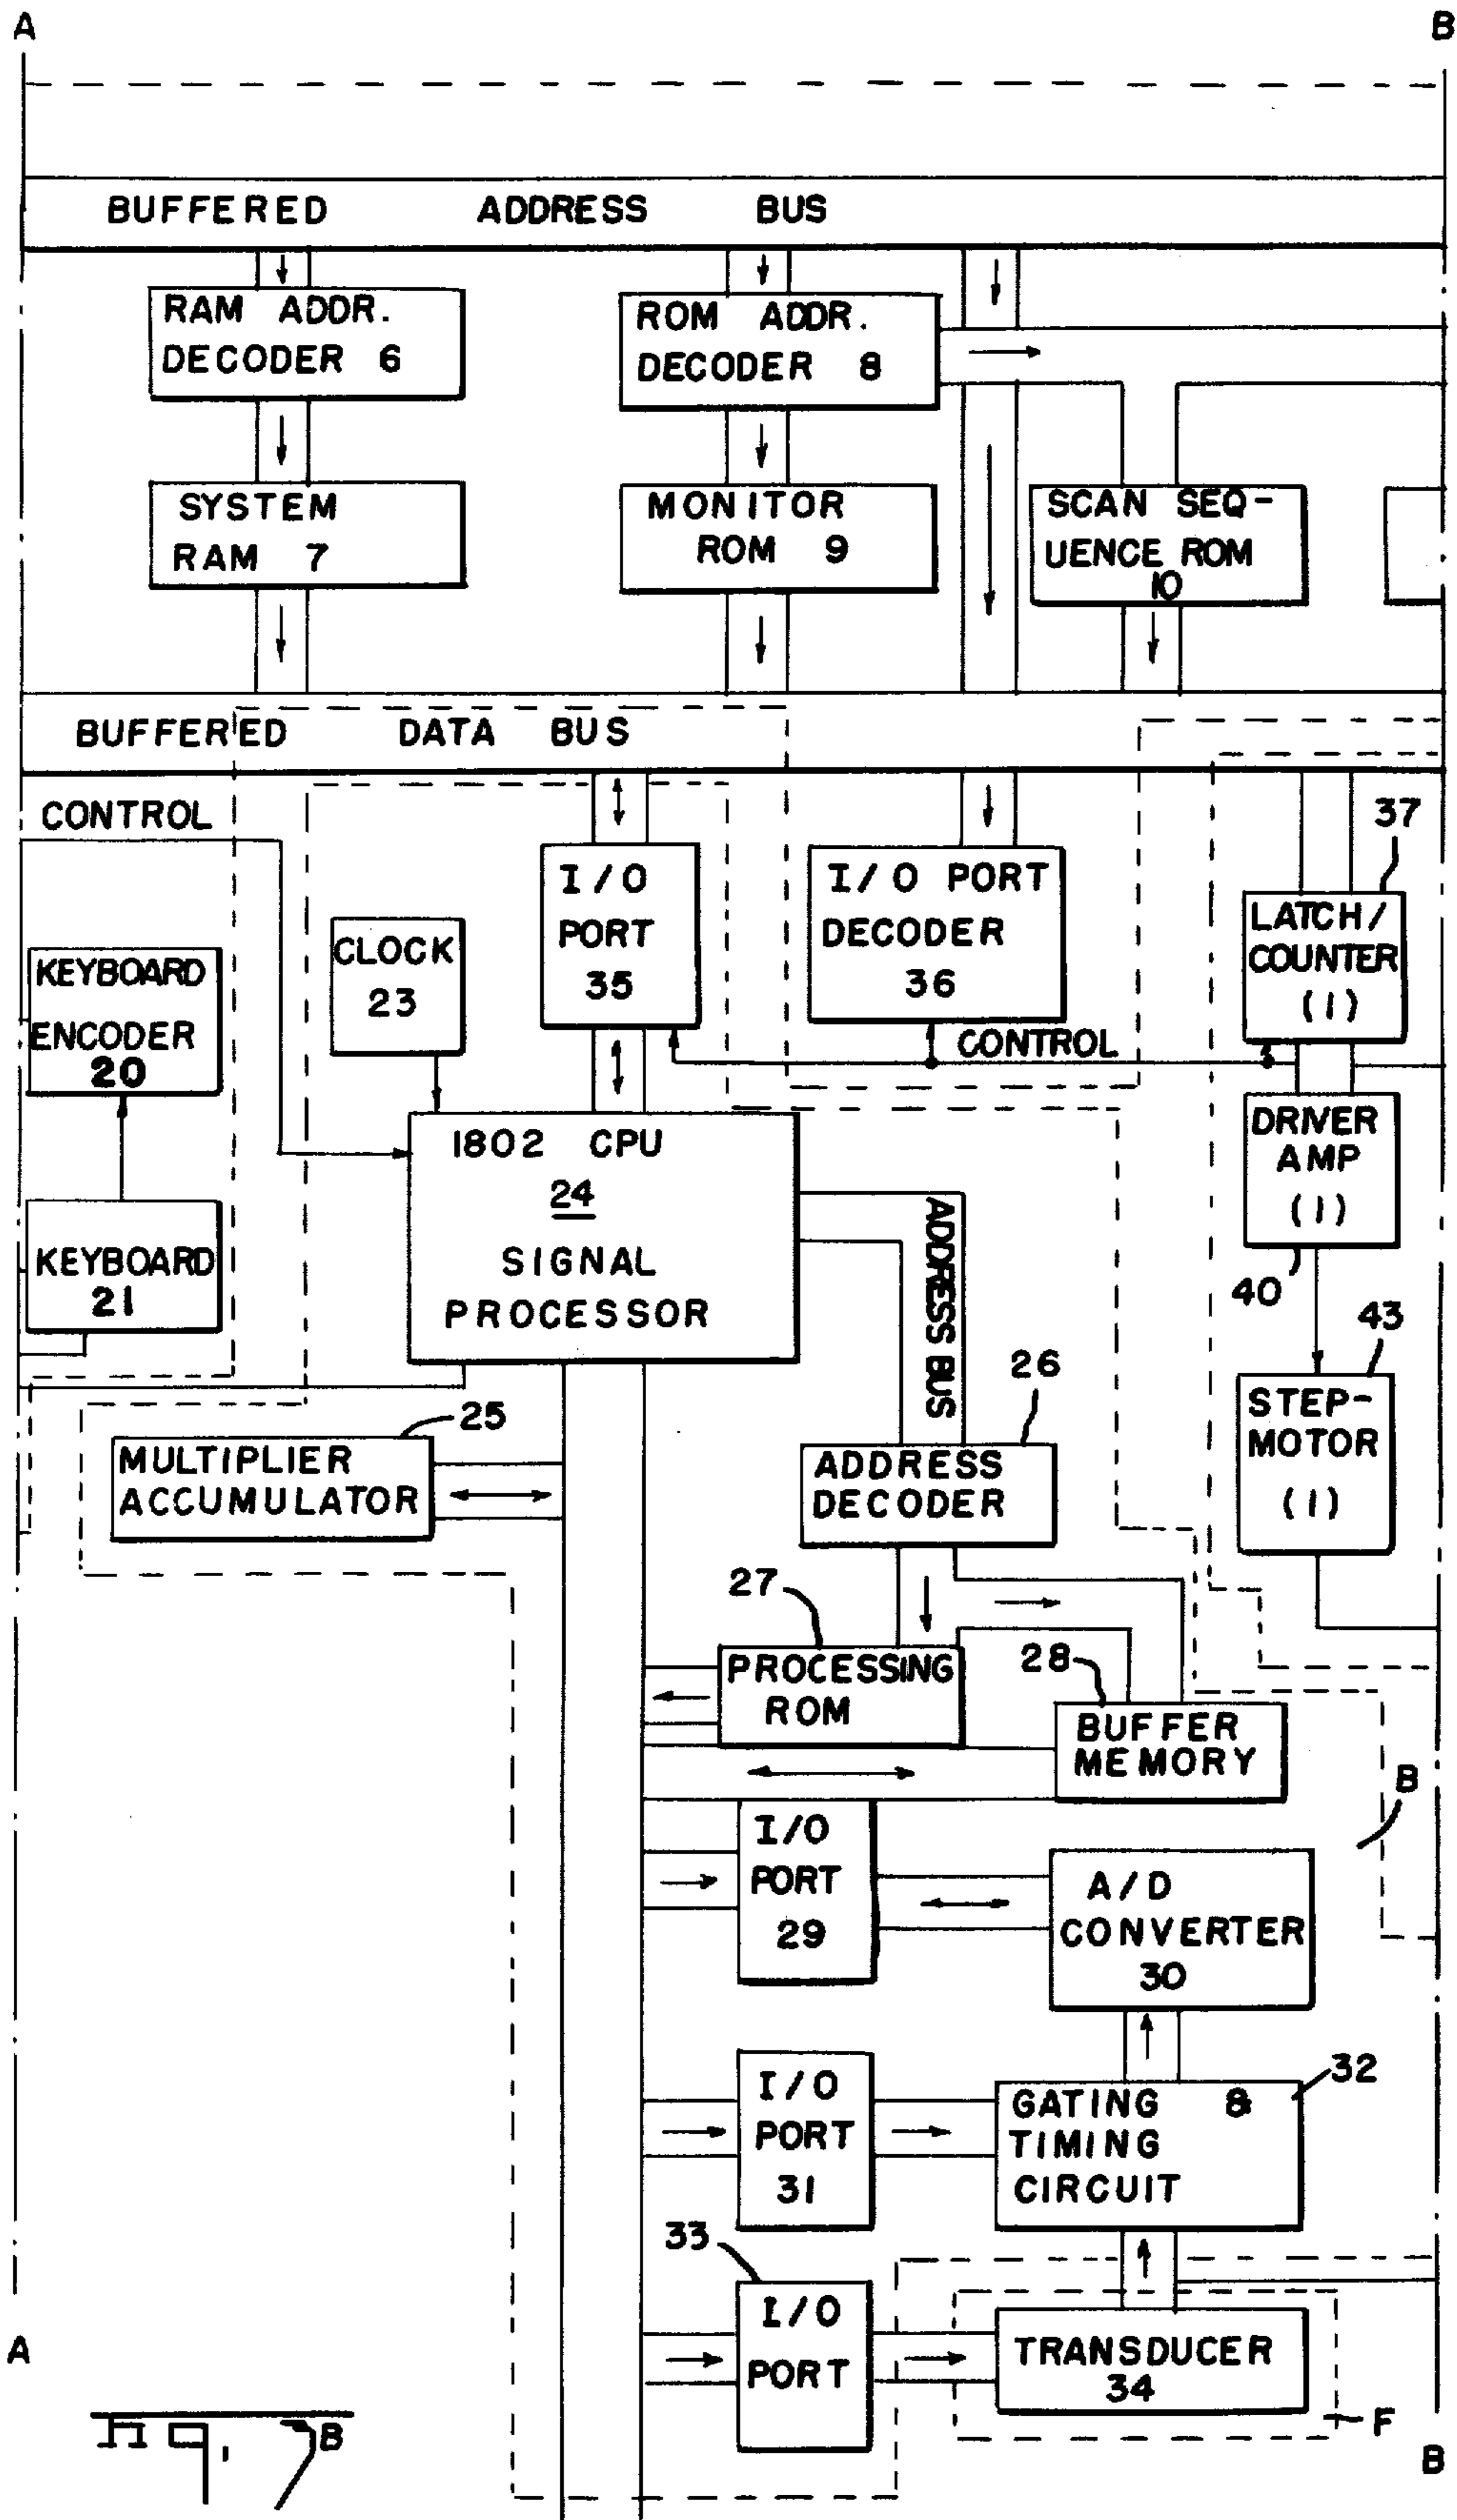 A
B
BUFFERED ADDRESS BUS
RAM ADDR.
DECODER 6
ROM ADDR.
DECODER 8
SYSTEM
RAM 7
MONITOR
ROM 9
SCAN SEQ-
UENCE ROM
10
BUFFERED DATA BUS
CONTROL
37
I/O
PORT
35
I/O PORT
DECODER
36
LATCH/
COUNTER
(1)
CLOCK
23
KEYBOARD
ENCODER
20
CONTROL
DRIVER
AMP
(1)
40
1802 CPU
24
SIGNAL
PROCESSOR
ADDRESS BUS
KEYBOARD
21
43
STEP-
MOTOR
(1)
26
25
MULTIPLIER
ACCUMULATOR
ADDRESS
DECODER
27
PROCESSING
ROM
28
BUFFER
MEMORY
B
I/O
PORT
29
A/D
CONVERTER
30
I/O
PORT
31
32
GATING &
TIMING
CIRCUIT
33
I/O
PORT
TRANSDUCER
34
F
A
B
Fig. 7B